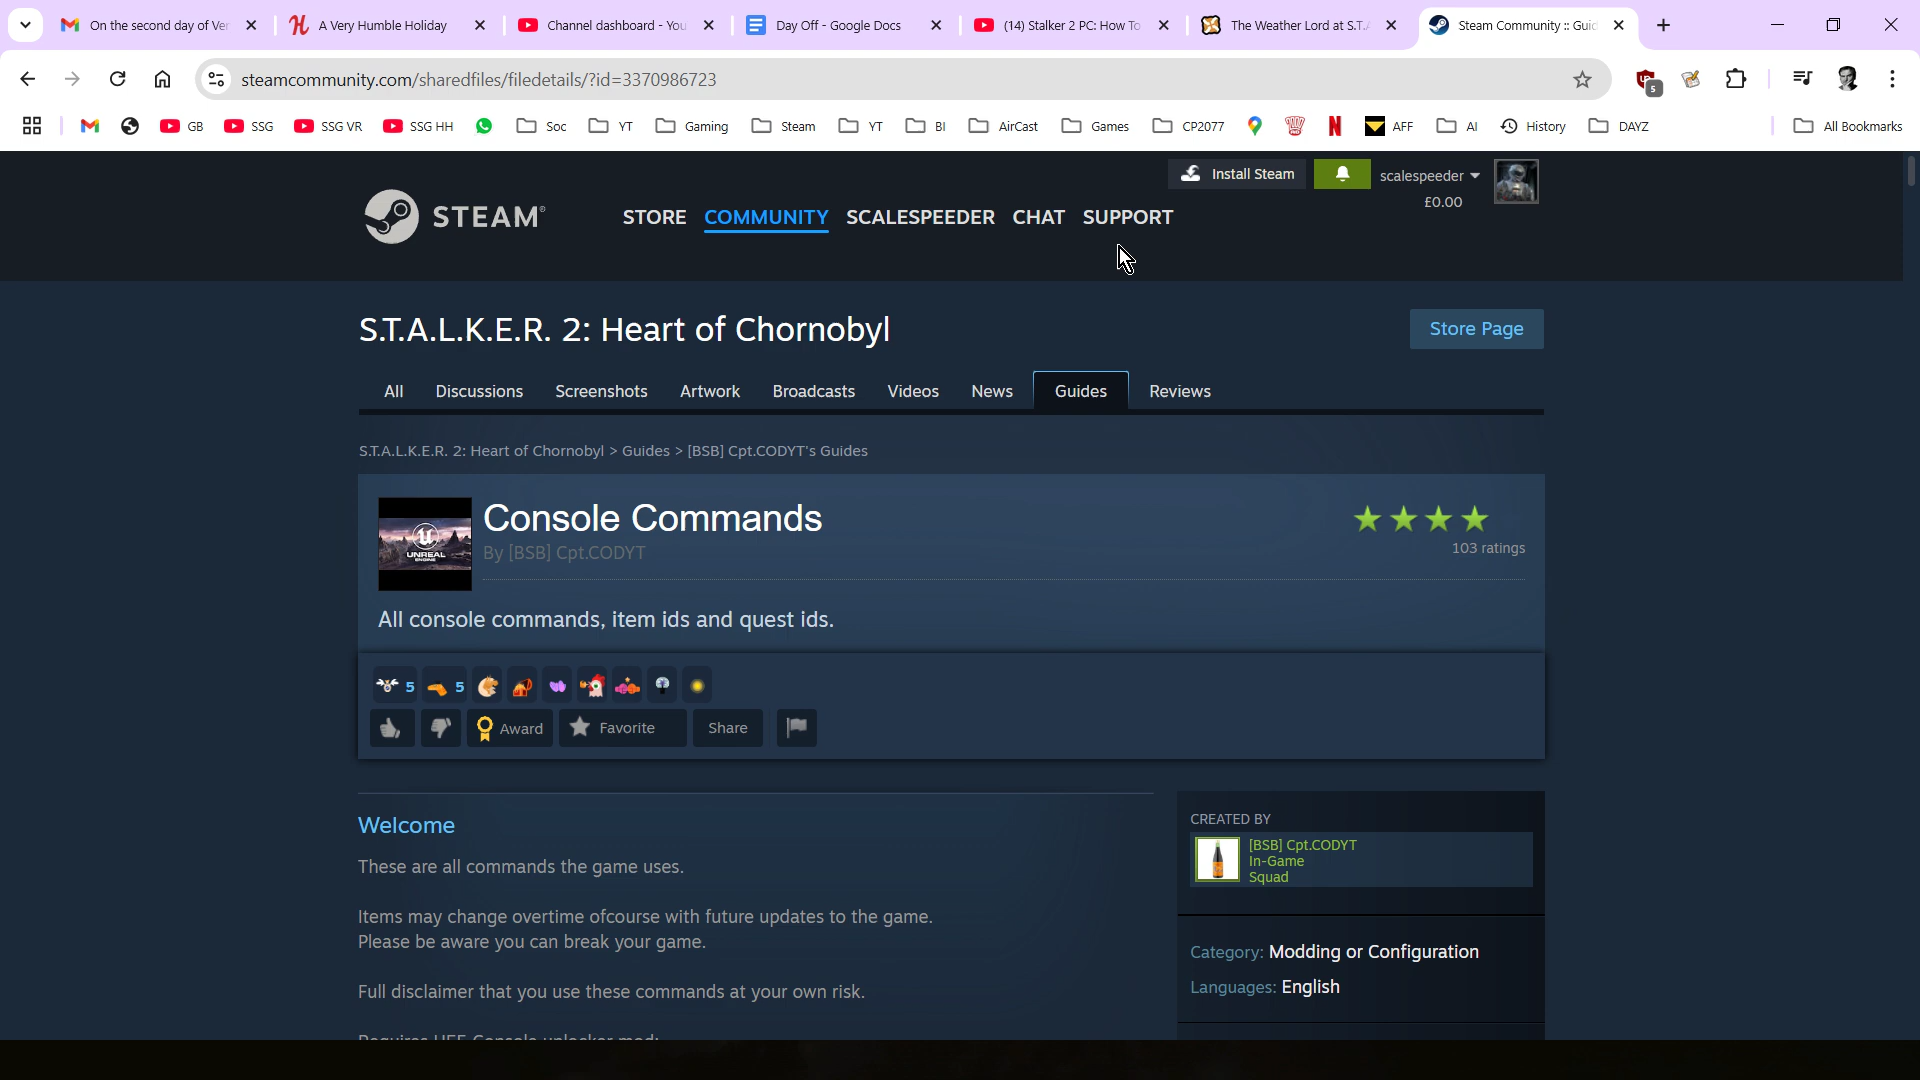 On the second day of Ver
A Very Humble Holiday
Channel dashboard - You
Day Off - Google Docs
(14) Stalker 2 PC: How To
The Weather Lord at S.T.A
Steam Community :: Guid
steamcommunity.com/sharedfiles/filedetails/?id=3370986723
5
GB
SSG
SSG VR
SSG HH
Soc
YT
Gaming
Steam
YT
BI
AirCast
Games
CP2077
AFF
AI
History
DAYZ
All Bookmarks
Install Steam
scalespeeder
£0.00
STEAM®
STORE COMMUNITY SCALESPEEDER CHAT SUPPORT
S.T.A.L.K.E.R. 2: Heart of Chornobyl
Store Page
All Discussions Screenshots Artwork Broadcasts Videos News Guides Reviews
S.T.A.L.K.E.R. 2: Heart of Chornobyl > Guides > [BSB] Cpt.CODYT's Guides
UNREAL
ENGINE
Console Commands
By [BSB] Cpt.CODYT
103 ratings
All console commands, item ids and quest ids.
5 5
Award Favorite Share
Welcome
These are all commands the game uses.
Items may change overtime ofcourse with future updates to the game.
Please be aware you can break your game.
Full disclaimer that you use these commands at your own risk.
Requires UEE Console unlocker mod:
CREATED BY
[BSB] Cpt.CODYT
In-Game
Squad
Category: Modding or Configuration
Languages: English